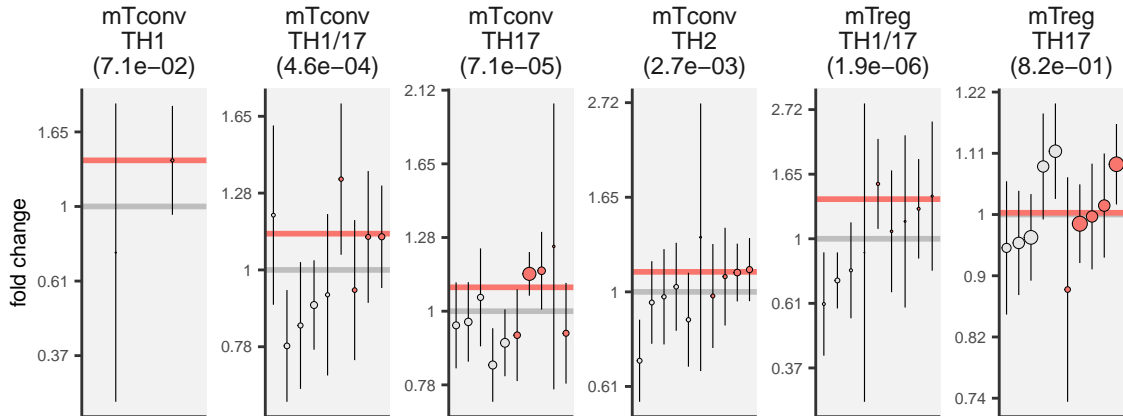 mTconv
TH1
(7.1e−02)
mTconv
TH1/17
(4.6e−04)
mTconv
TH17
(7.1e−05)
mTconv
TH2
(2.7e−03)
mTreg
TH1/17
(1.9e−06)
mTreg
TH17
(8.2e−01)
fold change
1.65
1
0.61
0.37
1.65
1.28
1
0.78
2.12
1.65
1.28
1
0.78
2.72
1.65
1
0.61
2.72
1.65
1
0.61
0.37
1.22
1.11
1
0.9
0.82
0.74